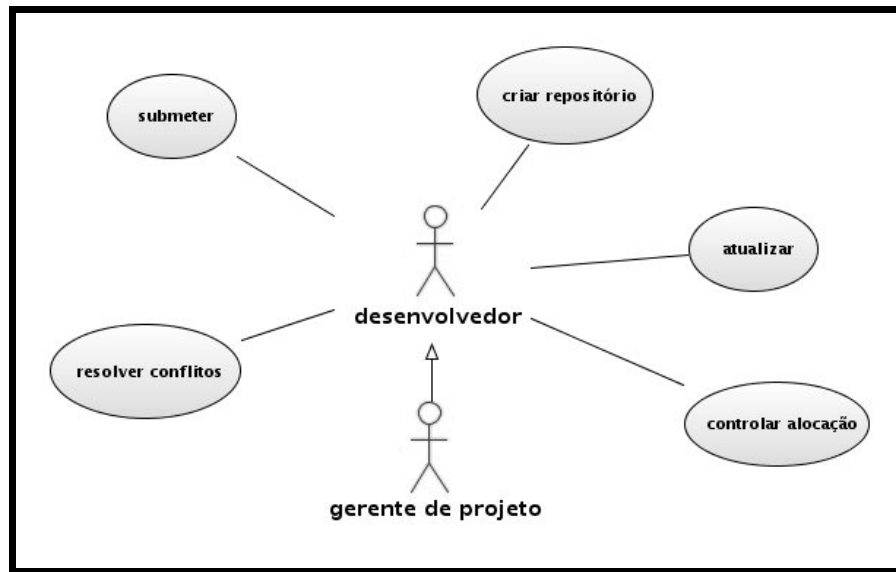 criar repositório
submeter
atualizar
desenvolvedor
resolver conflitos
controlar alocação
gerente de projeto